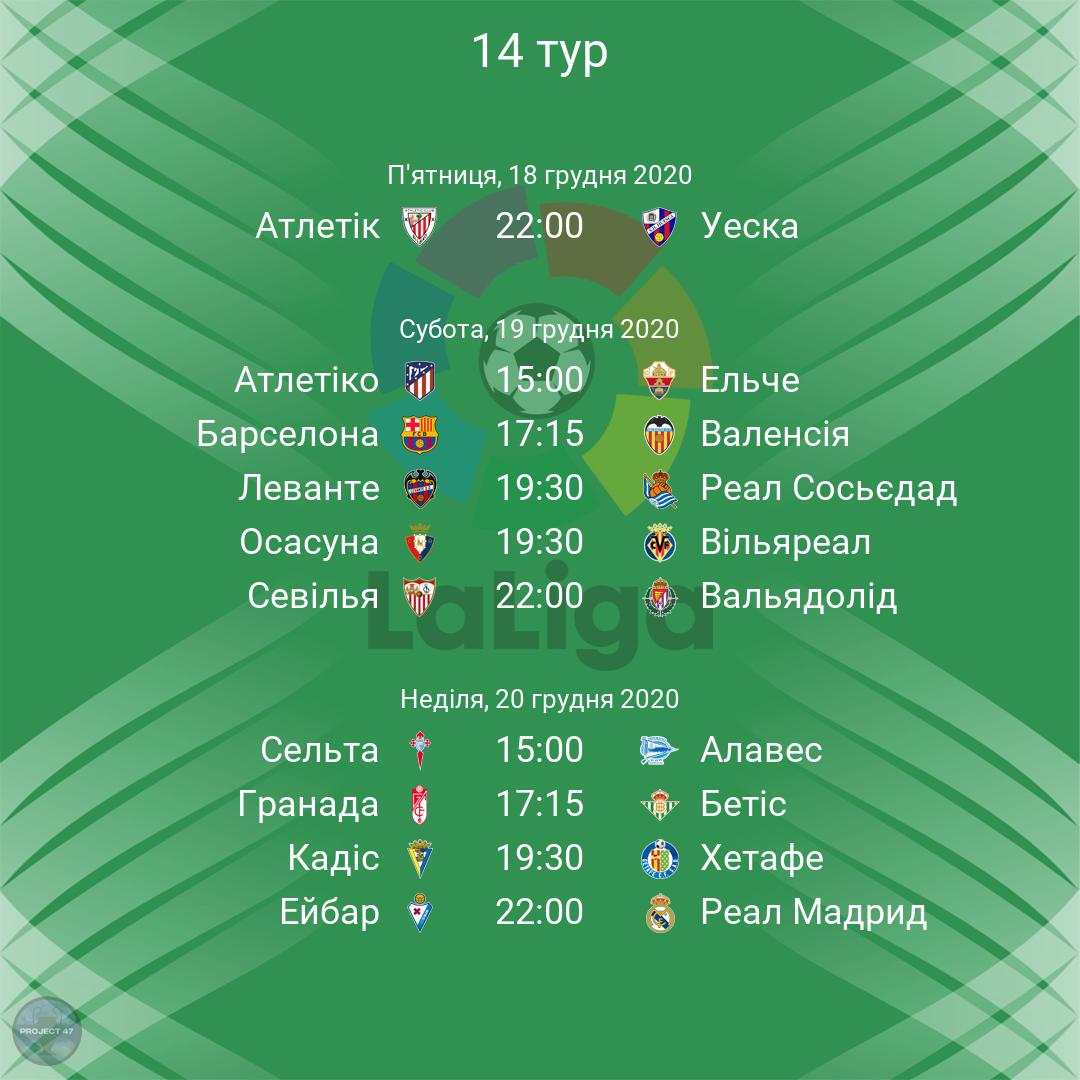 14 тур
П'ятниця, 18 грудня 2020
Атлетік 22:00 Уеска
Субота, 19 грудня 2020
Атлетіко 15:00 Ельче
Барселона 17:15 Валенсія
Леванте 19:30 Реал Сосьєдад
Осасуна 19:30 Вільяреал
Севілья 22:00 Вальядолід
LaLiga
Неділя, 20 грудня 2020
Сельта 15:00 Алавес
Гранада 17:15 Бетіс
Кадіс 19:30 Хетафе
Ейбар 22:00 Реал Мадрид
PROJECT 47